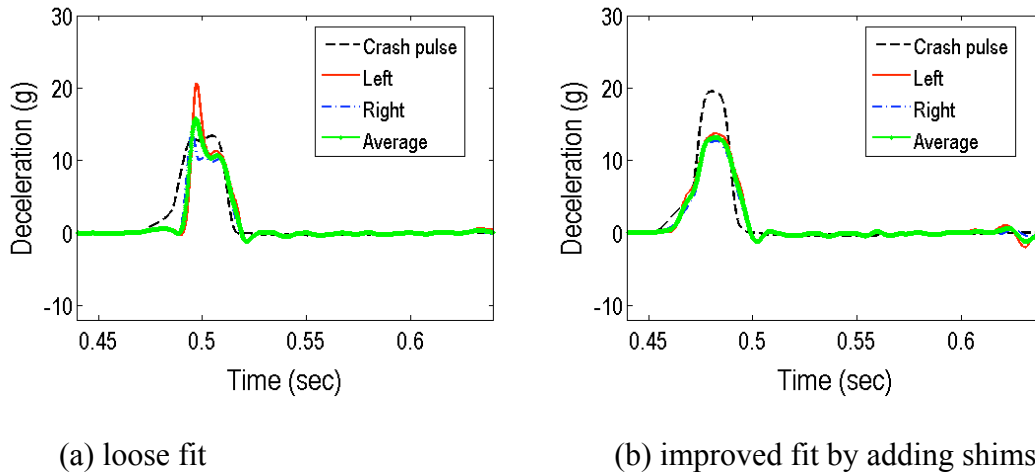 30
20
10
0
-10
Deceleration (g)
Crash pulse
Left
Right
Average
0.45
0.5
0.55
0.6
Time (sec)
(a) loose fit
30
20
10
0
-10
Deceleration (g)
Crash pulse
Left
Right
Average
0.45
0.5
0.55
0.6
Time (sec)
(b) improved fit by adding shims